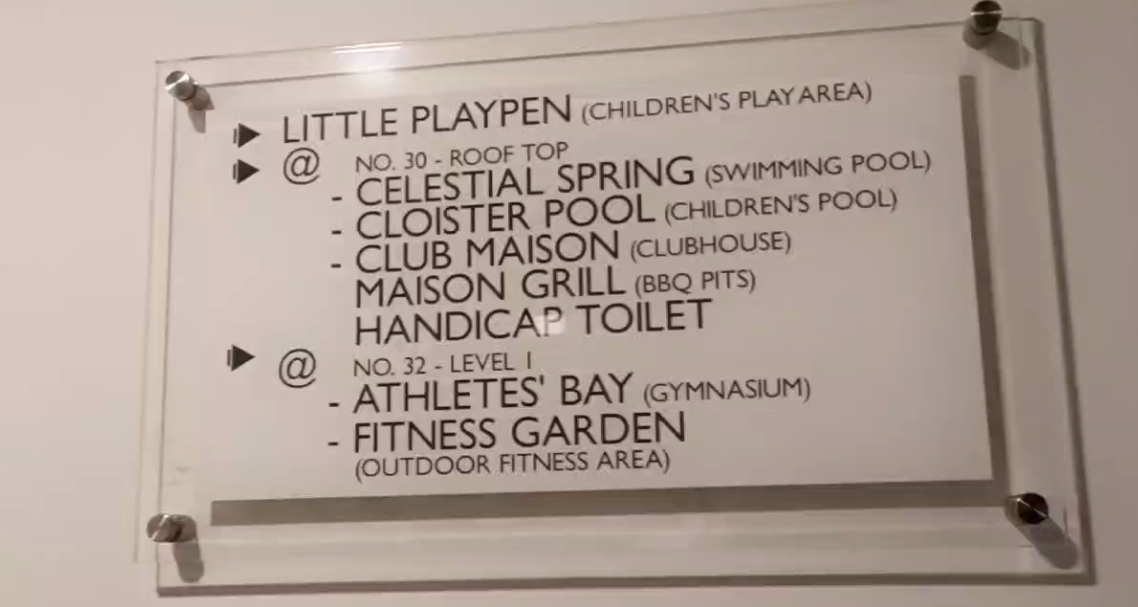 LITTLE PLAYPEN (CHILDREN'S PLAY AREA)
@ NO. 30 - ROOF TOP
- CELESTIAL SPRING (SWIMMING POOL)
- CLOISTER POOL (CHILDREN'S POOL)
- CLUB MAISON (CLUBHOUSE)
MAISON GRILL (BBQ PITS)
HANDICAP TOILET
@ NO. 32 - LEVEL 1
- ATHLETES' BAY (GYMNASIUM)
- FITNESS GARDEN
(OUTDOOR FITNESS AREA)